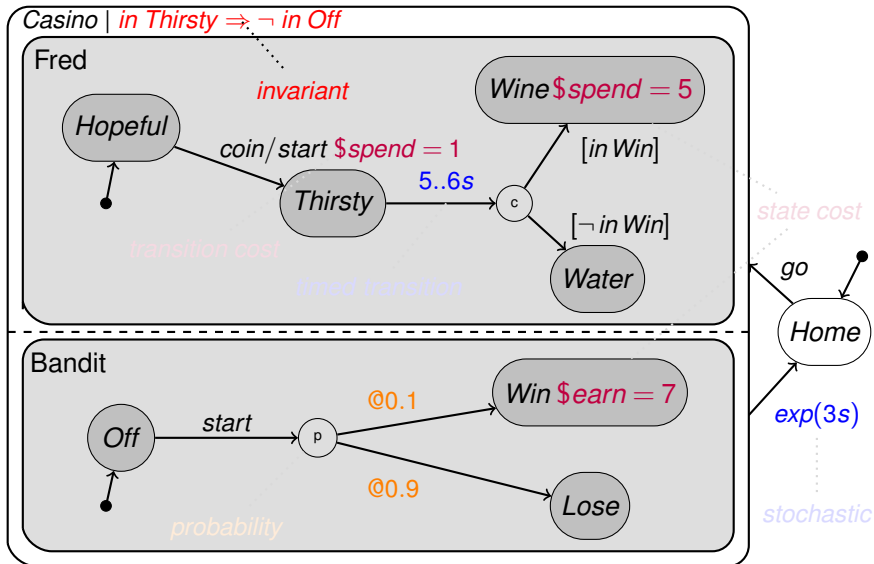 Casino | in Thirsty ⇒ ¬ in Off
Fred
invariant
Wine $spend = 5
Hopeful
coin/start $spend = 1
[in Win]
5..6s
Thirsty
c
state cost
[¬ in Win]
transition cost
go
Water
timed transition
Home
Bandit
@0.1
Win $earn = 7
start
exp(3s)
Off
p
@0.9
Lose
stochastic
probability